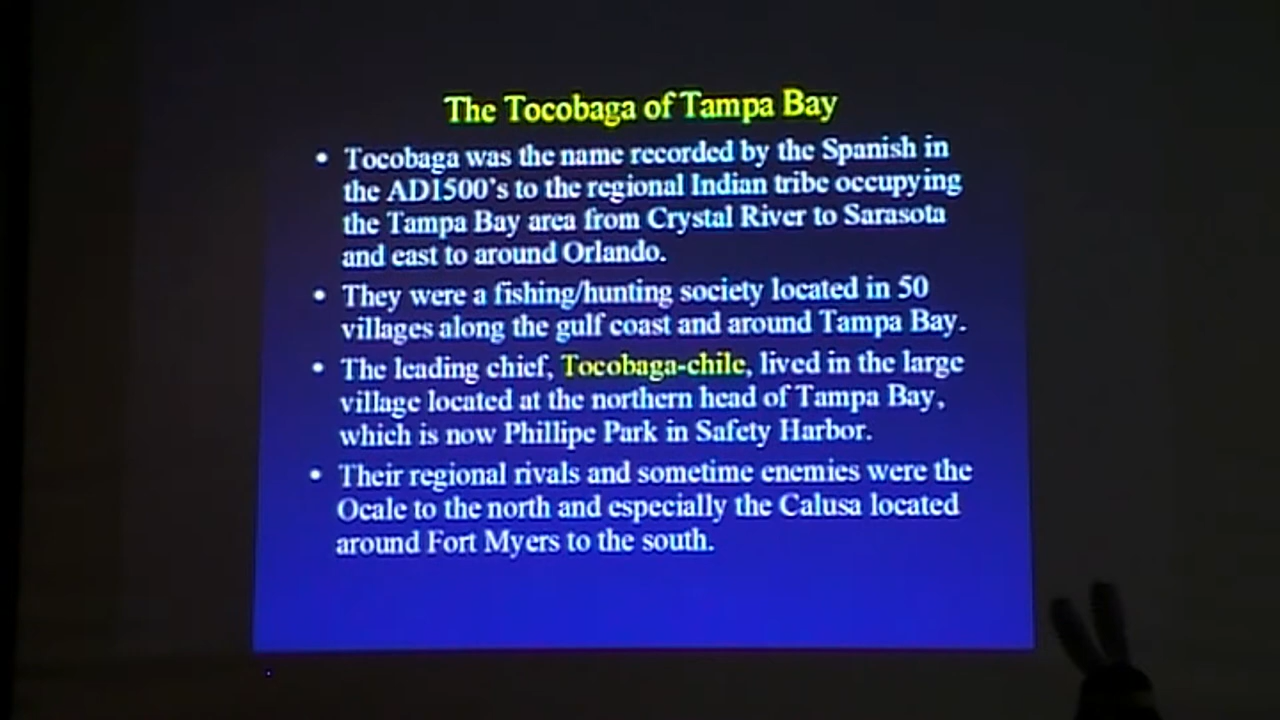 The Tocobaga of Tampa Bay
• Tocobaga was the name recorded by the Spanish in
the AD1500's to the regional Indian tribe occupying
the Tampa Bay area from Crystal River to Sarasota
and east to around Orlando.
• They were a fishing/hunting society located in 50
villages along the gulf coast and around Tampa Bay.
• The leading chief, Tocobaga-chile, lived in the large
village located at the northern head of Tampa Bay,
which is now Phillipe Park in Safety Harbor.
• Their regional rivals and sometime enemies were the
Ocale to the north and especially the Calusa located
around Fort Myers to the south.